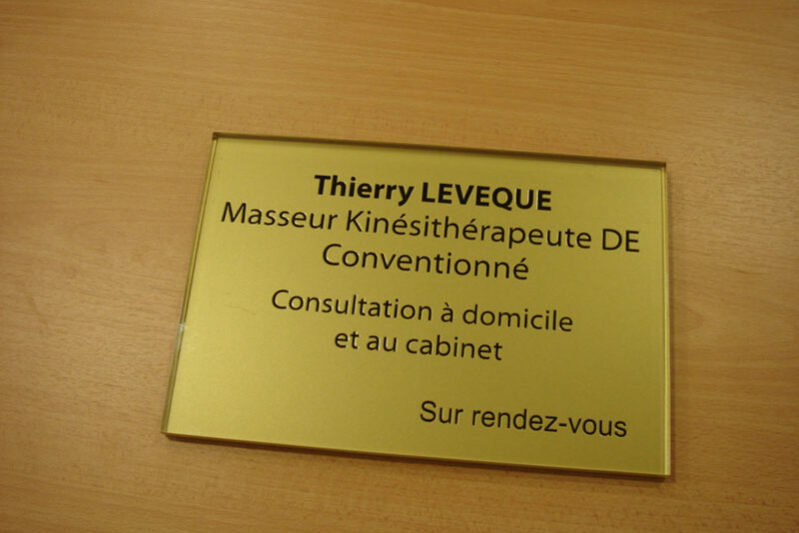 Thierry LEVEQUE
Masseur Kinésithérapeute DE
Conventionné
Consultation à domicile
et au cabinet
Sur rendez-vous